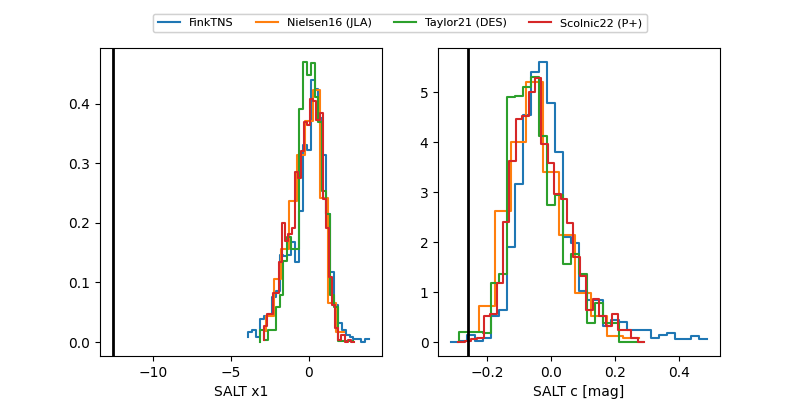 FinkTNS Nielsen16 (JLA) Taylor21 (DES) Scolnic22 (P+)
0.4
0.3
0.2
0.1
0.0
−10 −5 0
SALT x1
5
4
3
2
1
0
−0.2 0.0 0.2 0.4
SALT c [mag]